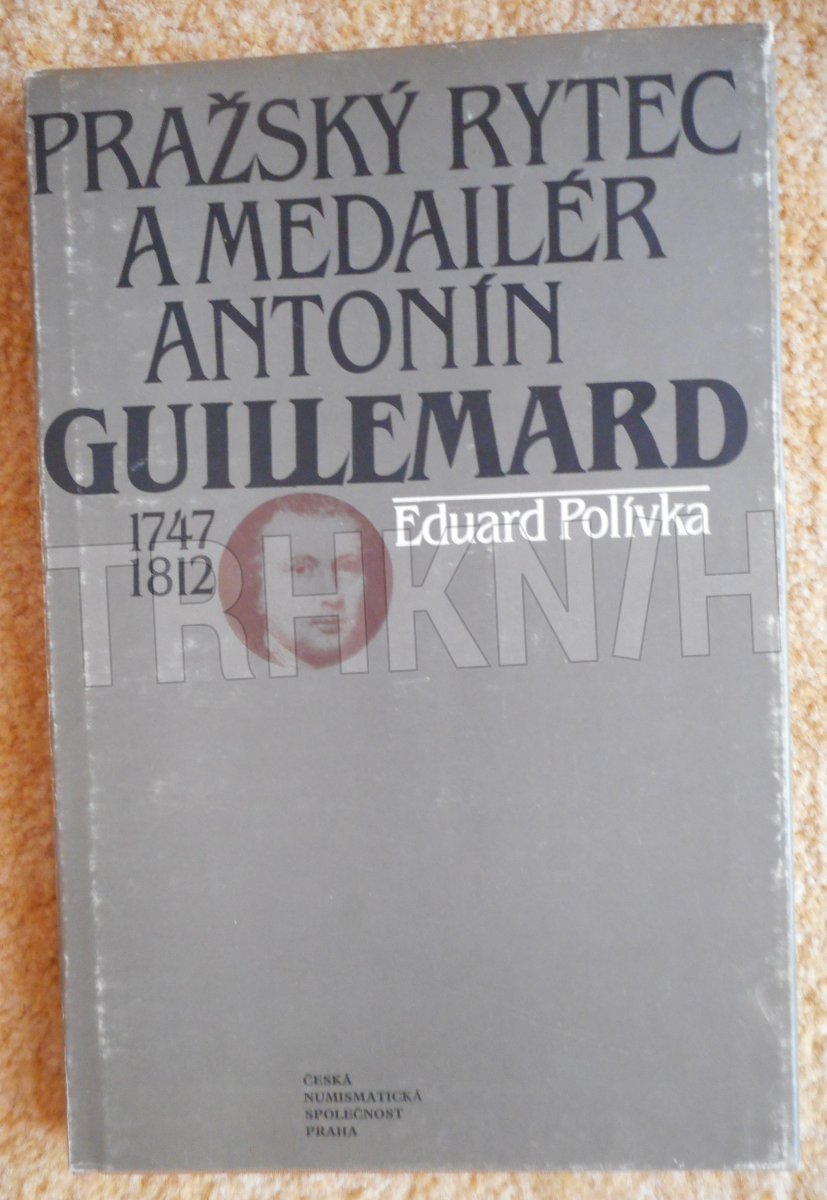 PRAŽSKÝ RYTEC
A MEDAILÉR
ANTONÍN
GUILLEMARD
1747
1812
Eduard Polívka
TRHKNIH
ČESKÁ
NUMISMATICKÁ
SPOLEČNOST
PRAHA